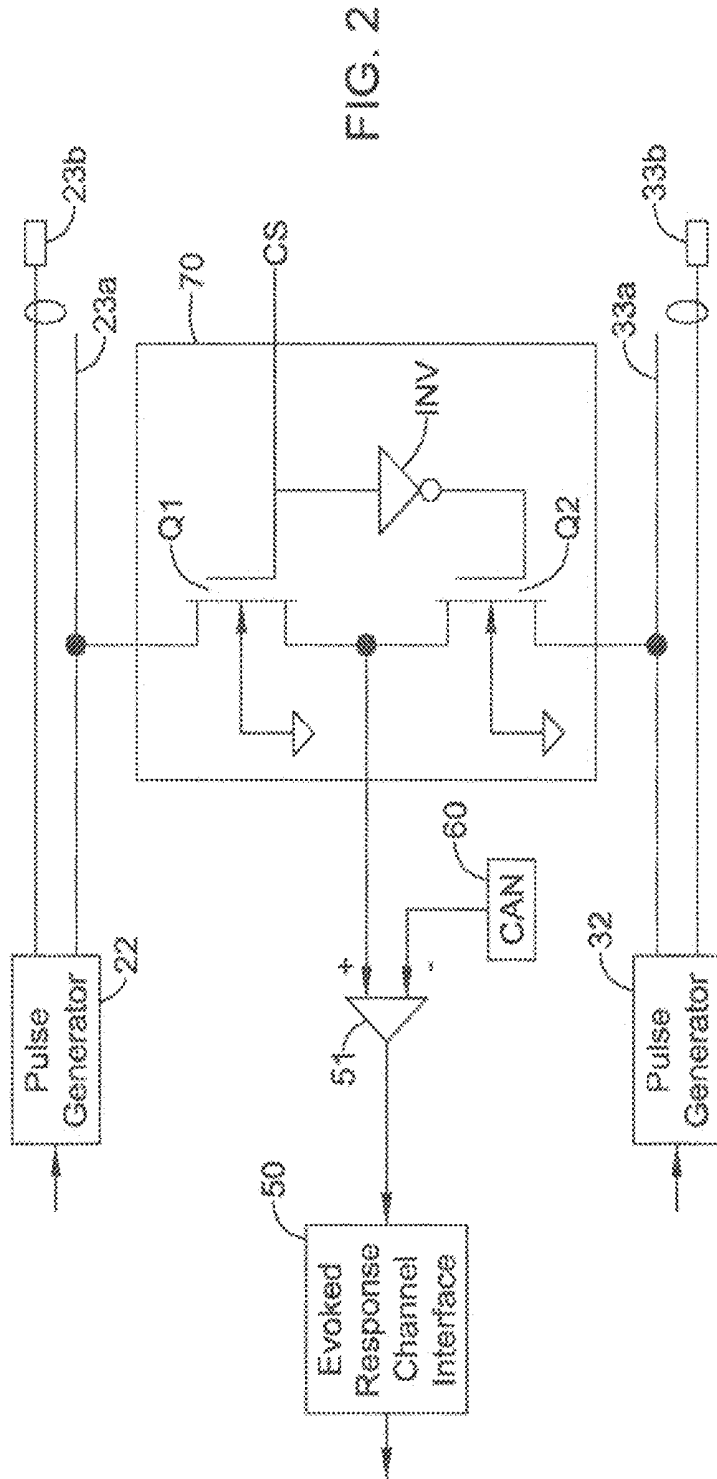 Pulse
Generator
22
23a
23b
Q1
70
CS
INV
Q2
Evoked
Response
Channel
Interface
50
51
+
-
CAN
60
Pulse
Generator
32
33a
33b
FIG. 2